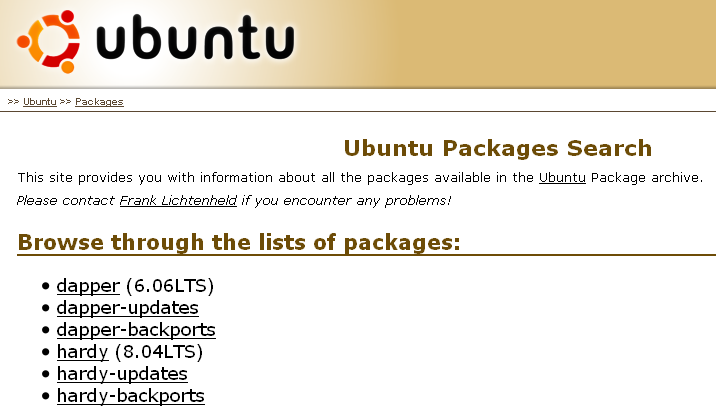 ubuntu
>> Ubuntu >> Packages
Ubuntu Packages Search
This site provides you with information about all the packages available in the Ubuntu Package archive.
Please contact Frank Lichtenheld if you encounter any problems!
Browse through the lists of packages:
• dapper (6.06LTS)
• dapper-updates
• dapper-backports
• hardy (8.04LTS)
• hardy-updates
• hardy-backports